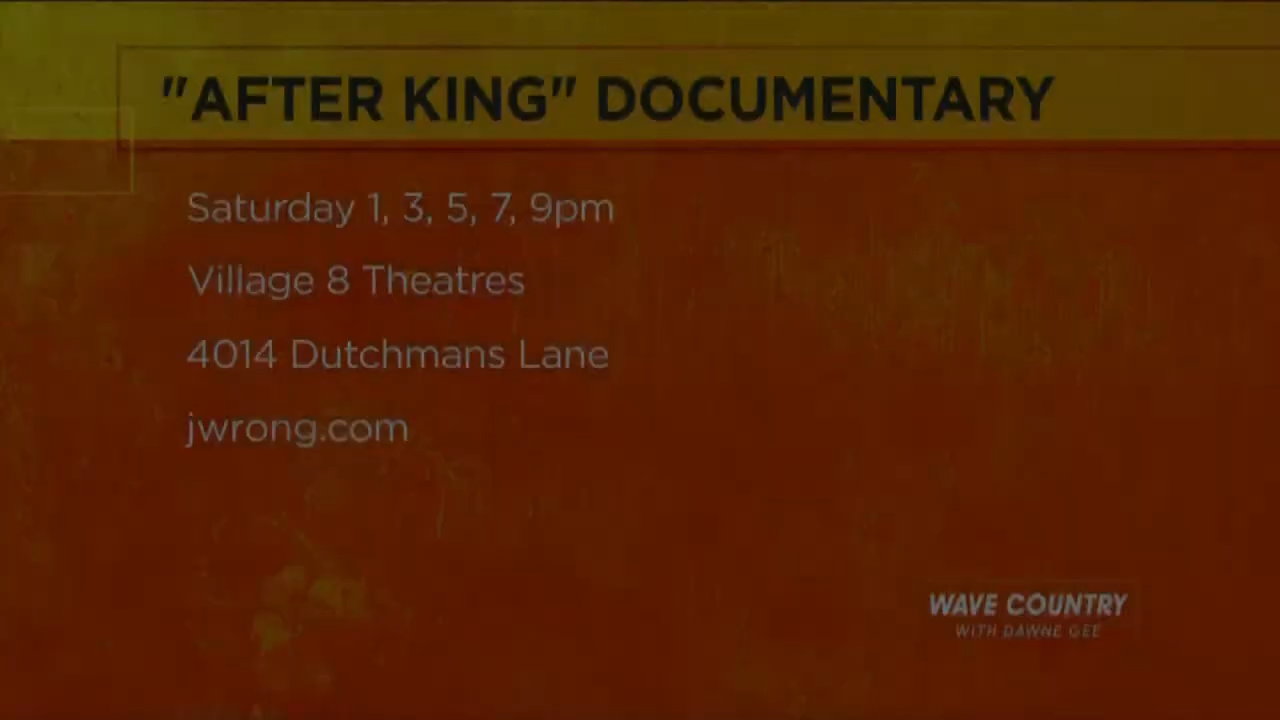 "AFTER KING" DOCUMENTARY
Saturday 1, 3, 5, 7, 9pm
Village 8 Theatres
4014 Dutchmans Lane
jwrong.com
WAVE COUNTRY
WITH DAWNE GEE